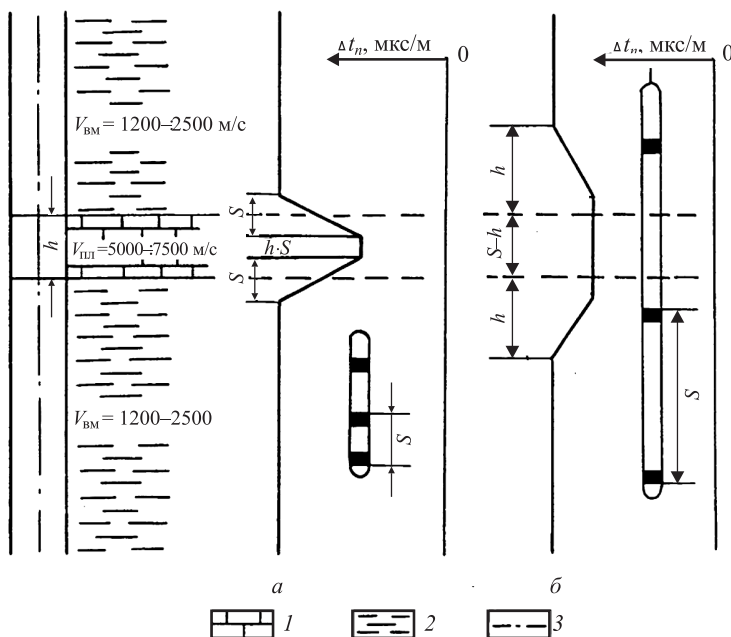 Δtп, мкс/м 0
Δtп, мкс/м 0
Vвм = 1200–2500 м/с
h
h
S
Vпл=5000–7500 м/с
h·S
S–h
S
h
Vвм = 1200–2500
S
S
а б
1 2 3